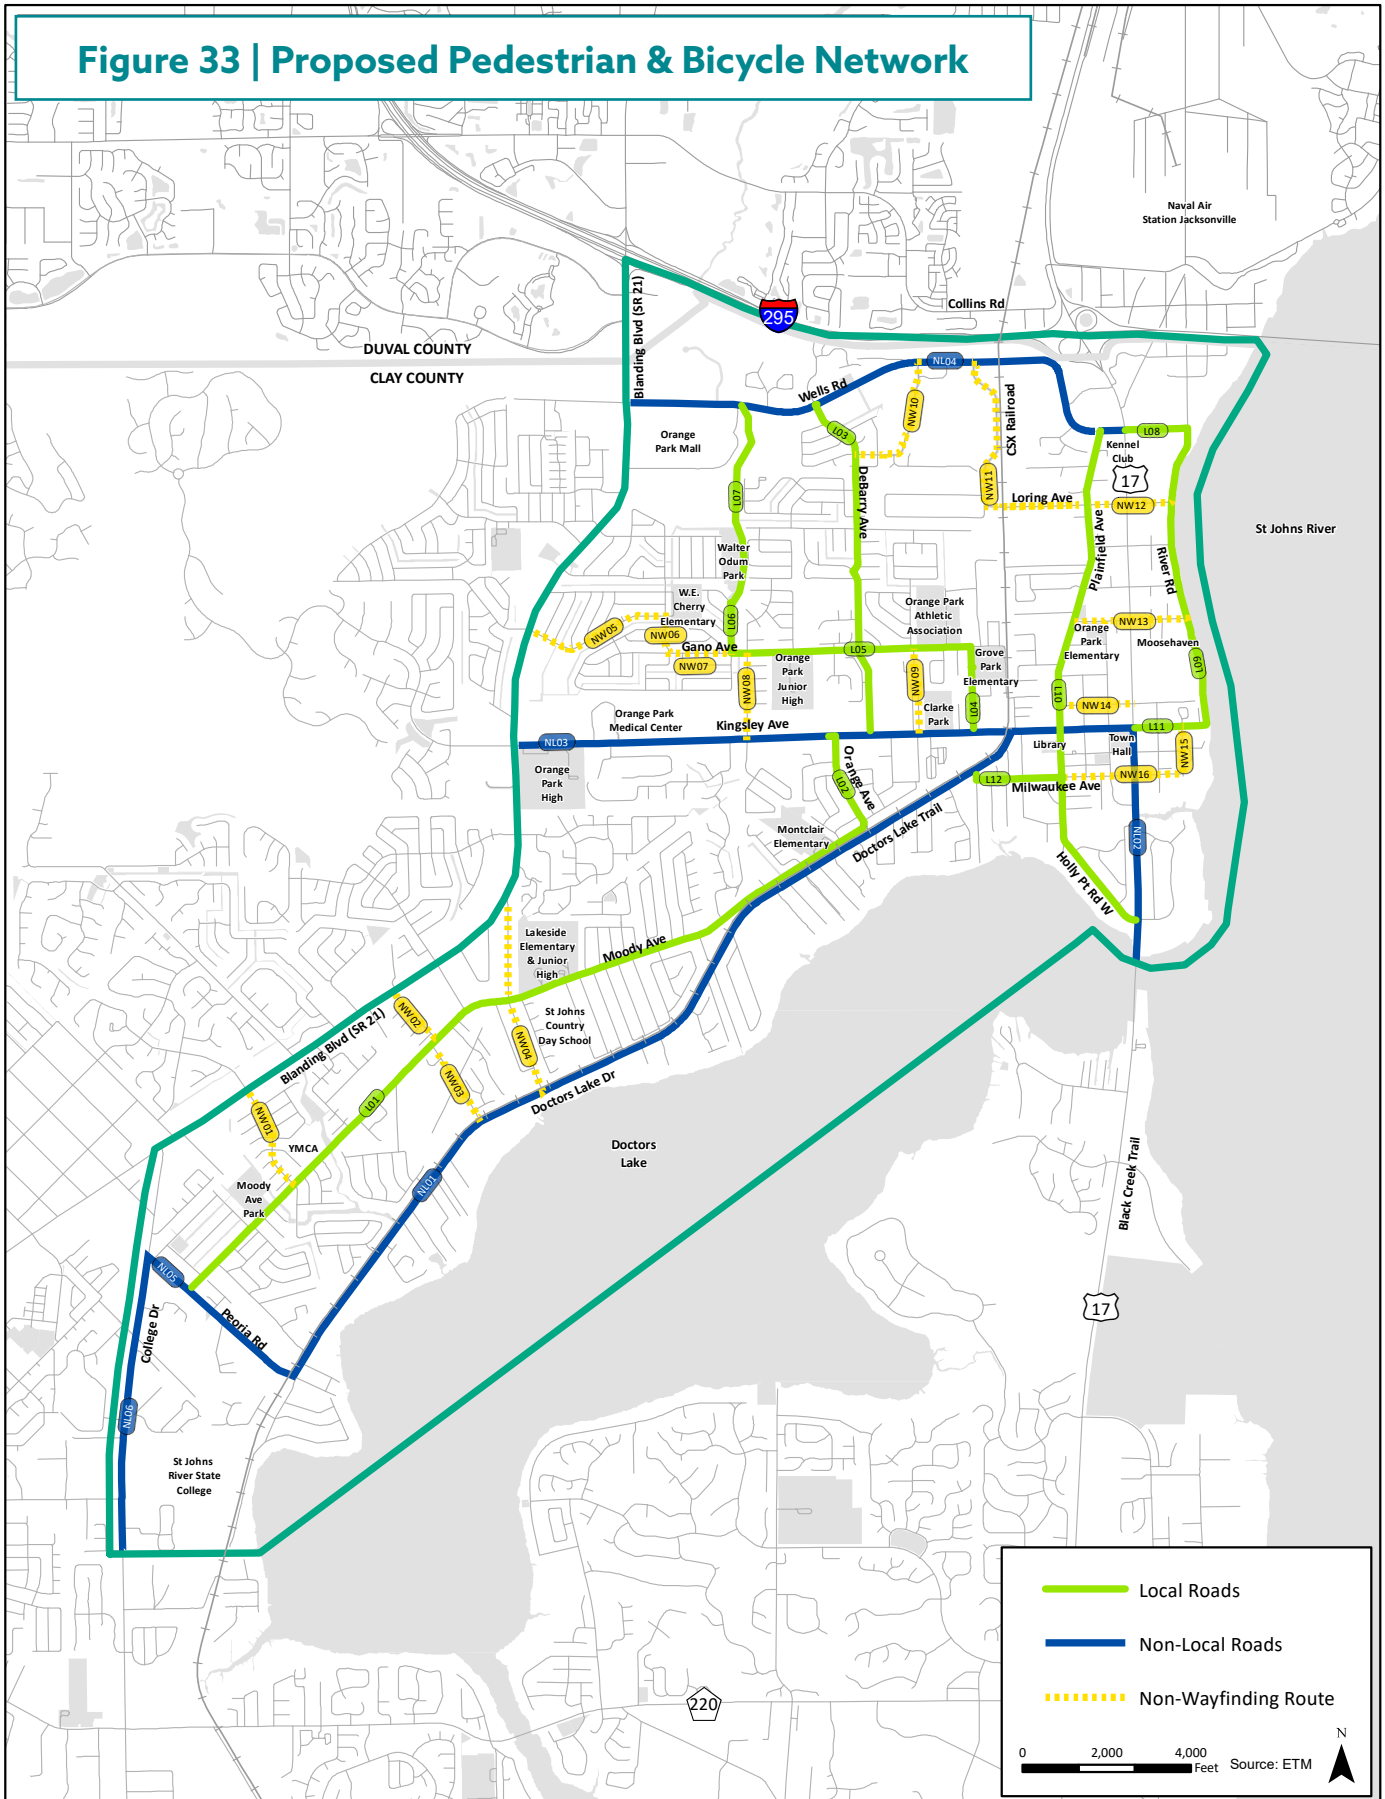 Figure 33 | Proposed Pedestrian & Bicycle Network
Naval Air
Station Jacksonville
Collins Rd
295
Blanding Blvd (SR 21)
DUVAL COUNTY
CLAY COUNTY
NL04
Wells Rd
NW10
CSX Railroad
L03
L08
Orange
Park Mall
Kennel
Club
17
NW11
L07
DeBarry Ave
Loring Ave
NW12
St Johns River
Plainfield Ave
River Rd
Walter
Odum
Park
W.E.
Cherry
Elementary
Orange Park
Athletic
Association
L06
NW05
NW06
NW13
Gano Ave
L05
Orange
Park
Elementary
Moosehaven
NW07
Orange
Park
Junior
High
Grove
Park
Elementary
L09
NW08
NW09
L10
L04
NW14
Clarke
Park
Orange Park
Medical Center
Kingsley Ave
L11
NL03
Library
Town
Hall
NW15
Orange
Park
High
Orange Ave
L02
L12
NW16
Milwaukee Ave
Montclair
Elementary
Doctors Lake Trail
NL02
Holly Pt Rd W
Lakeside
Elementary
& Junior
High
Moody Ave
NW02
St Johns
Country
Day School
Blanding Blvd (SR 21)
NW04
NW03
Doctors Lake Dr
L01
NW01
YMCA
Doctors
Lake
NL01
Moody
Ave
Park
Black Creek Trail
NL05
17
Peoria Rd
College Dr
NL06
St Johns
River State
College
Local Roads
Non-Local Roads
Non-Wayfinding Route
220
N
0 2,000 4,000
Feet
Source: ETM